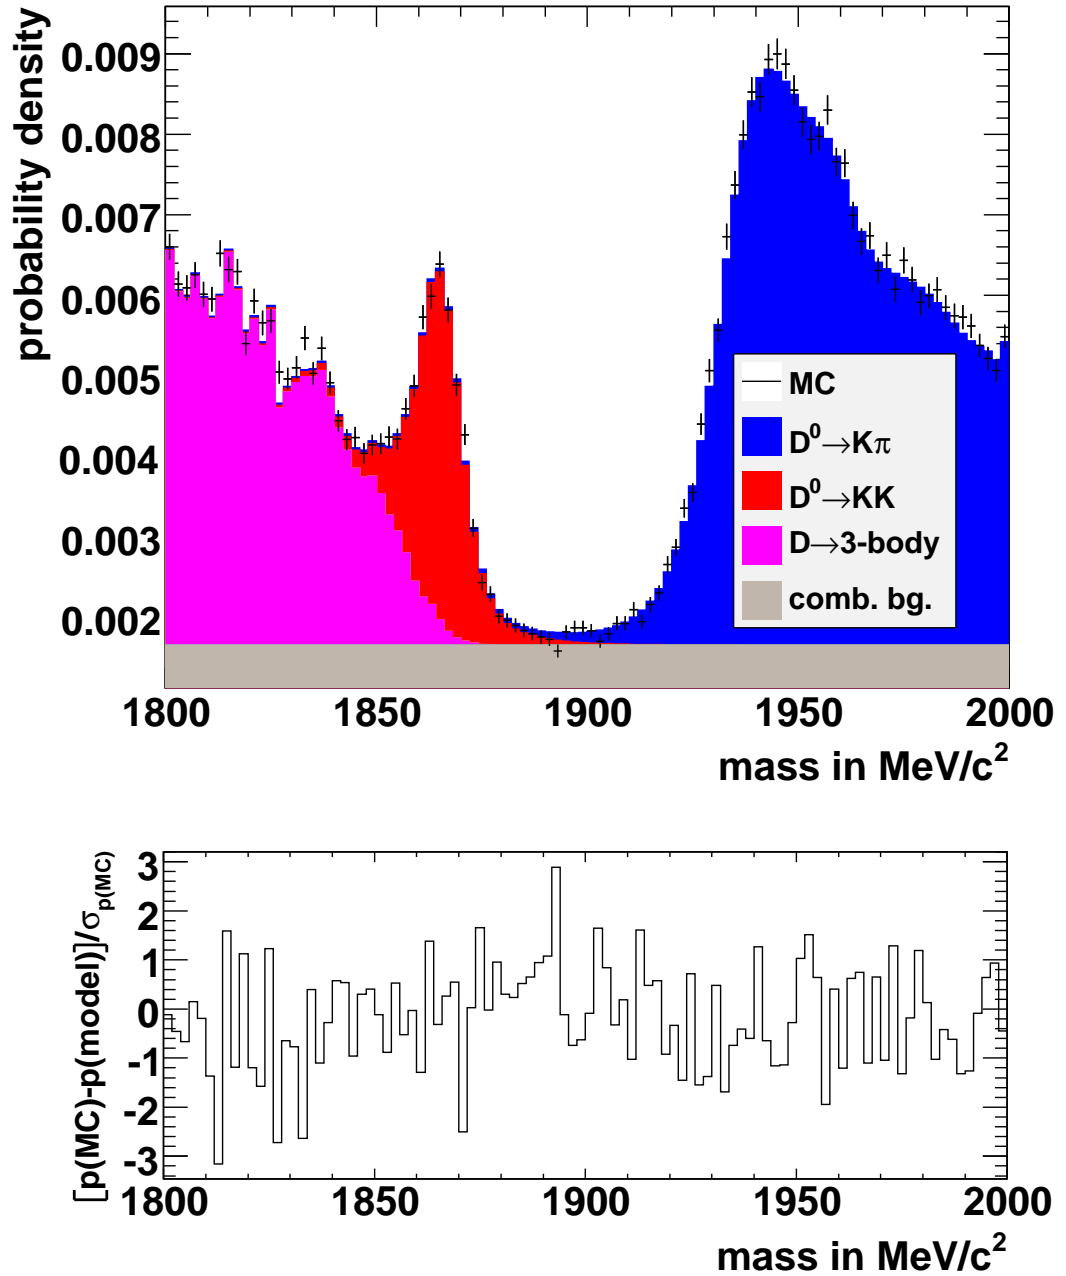 probability density
0.009
0.008
0.007
0.006
0.005
0.004
0.003
0.002
MC
D⁰→Kπ
D⁰→KK
D→3-body
comb. bg.
1800 1850 1900 1950 2000
mass in MeV/c²
[p(MC)-p(model)]/σp(MC)
3
2
1
0
-1
-2
-3
1800 1850 1900 1950 2000
mass in MeV/c²